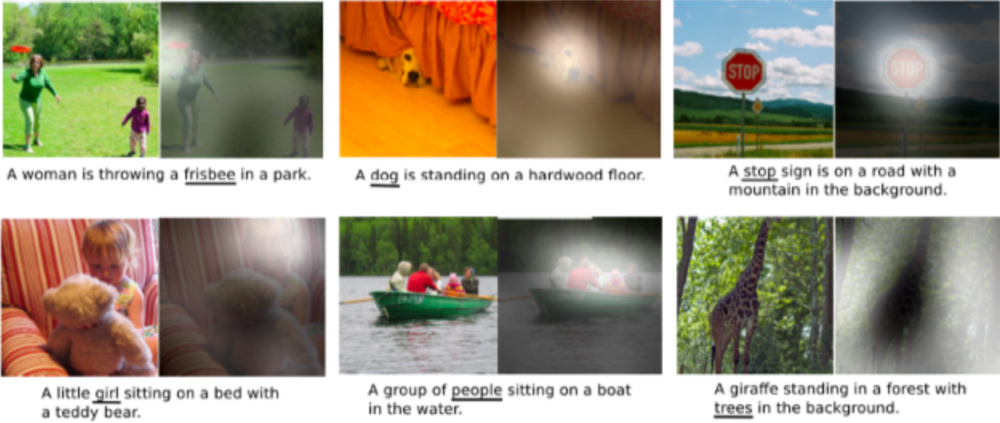 STOP
STOP
A woman is throwing a frisbee in a park.
A dog is standing on a hardwood floor.
A stop sign is on a road with a
mountain in the background.
A little girl sitting on a bed with
a teddy bear.
A group of people sitting on a boat
in the water.
A giraffe standing in a forest with
trees in the background.